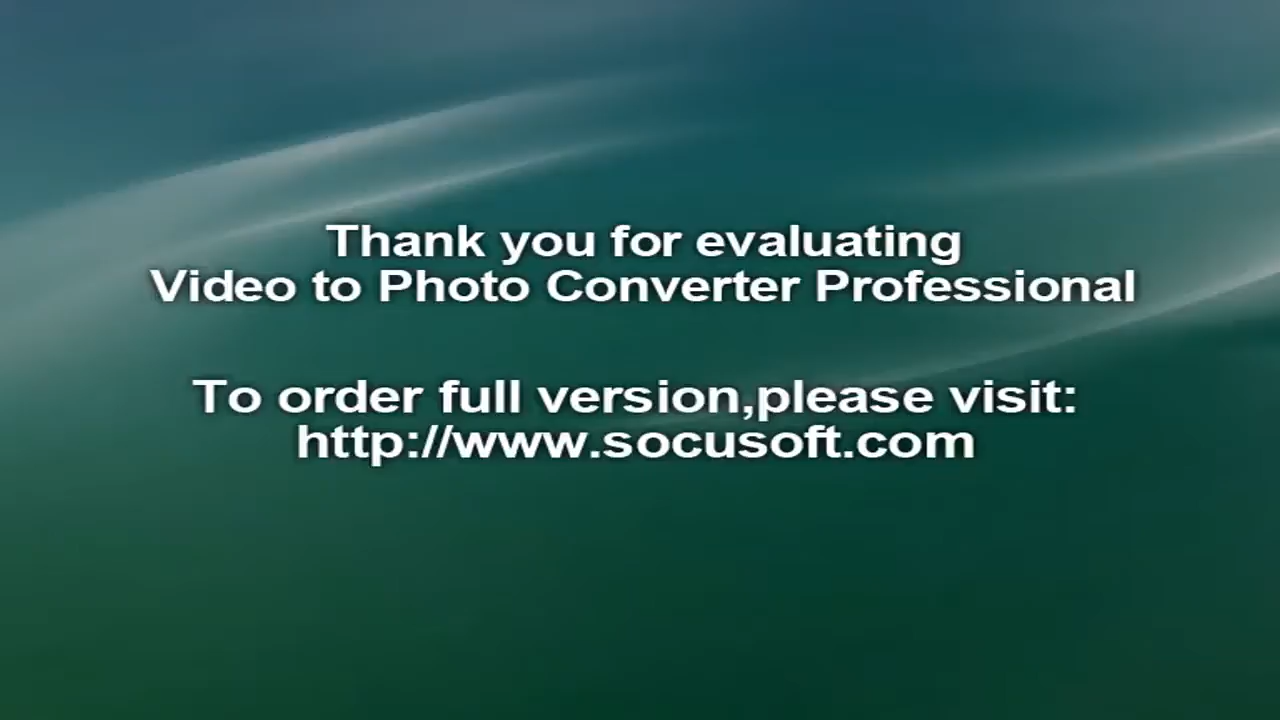 Thank you for evaluating
Video to Photo Converter Professional
To order full version,please visit:
http://www.socusoft.com